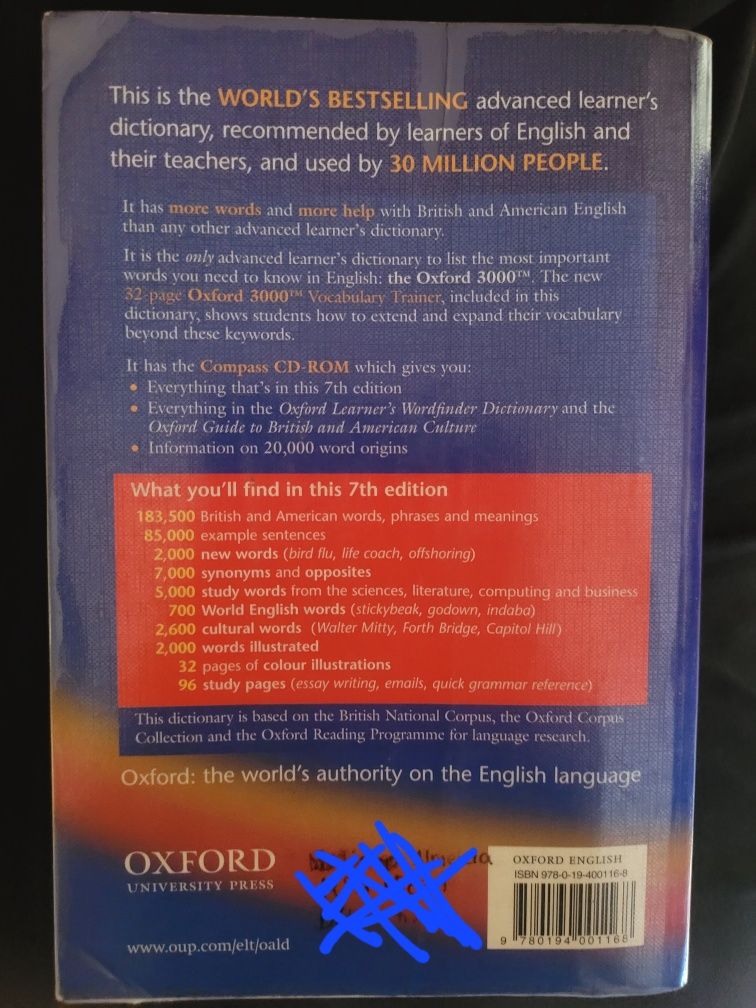 This is the WORLD'S BESTSELLING advanced learner's
dictionary, recommended by learners of English and
their teachers, and used by 30 MILLION PEOPLE.
It has more words and more help with British and American English
than any other advanced learner's dictionary.
It is the only advanced learner's dictionary to list the most important
words you need to know in English: the Oxford 3000™. The new
32-page Oxford 3000™ Vocabulary Trainer, included in this
dictionary, shows students how to extend and expand their vocabulary
beyond these keywords.
It has the Compass CD-ROM which gives you:
• Everything that's in this 7th edition
• Everything in the Oxford Learner's Wordfinder Dictionary and the
Oxford Guide to British and American Culture
• Information on 20,000 word origins
What you'll find in this 7th edition
183,500 British and American words, phrases and meanings
85,000 example sentences
2,000 new words (bird flu, life coach, offshoring)
7,000 synonyms and opposites
5,000 study words from the sciences, literature, computing and business
700 World English words (stickybeak, godown, indaba)
2,600 cultural words (Walter Mitty, Forth Bridge, Capitol Hill)
2,000 words illustrated
32 pages of colour illustrations
96 study pages (essay writing, emails, quick grammar reference)
This dictionary is based on the British National Corpus, the Oxford Corpus
Collection and the Oxford Reading Programme for language research.
Oxford: the world's authority on the English language
OXFORD
UNIVERSITY PRESS
www.oup.com/elt/oald
OXFORD ENGLISH
ISBN 978-0-19-400116-8
9 780194 001168